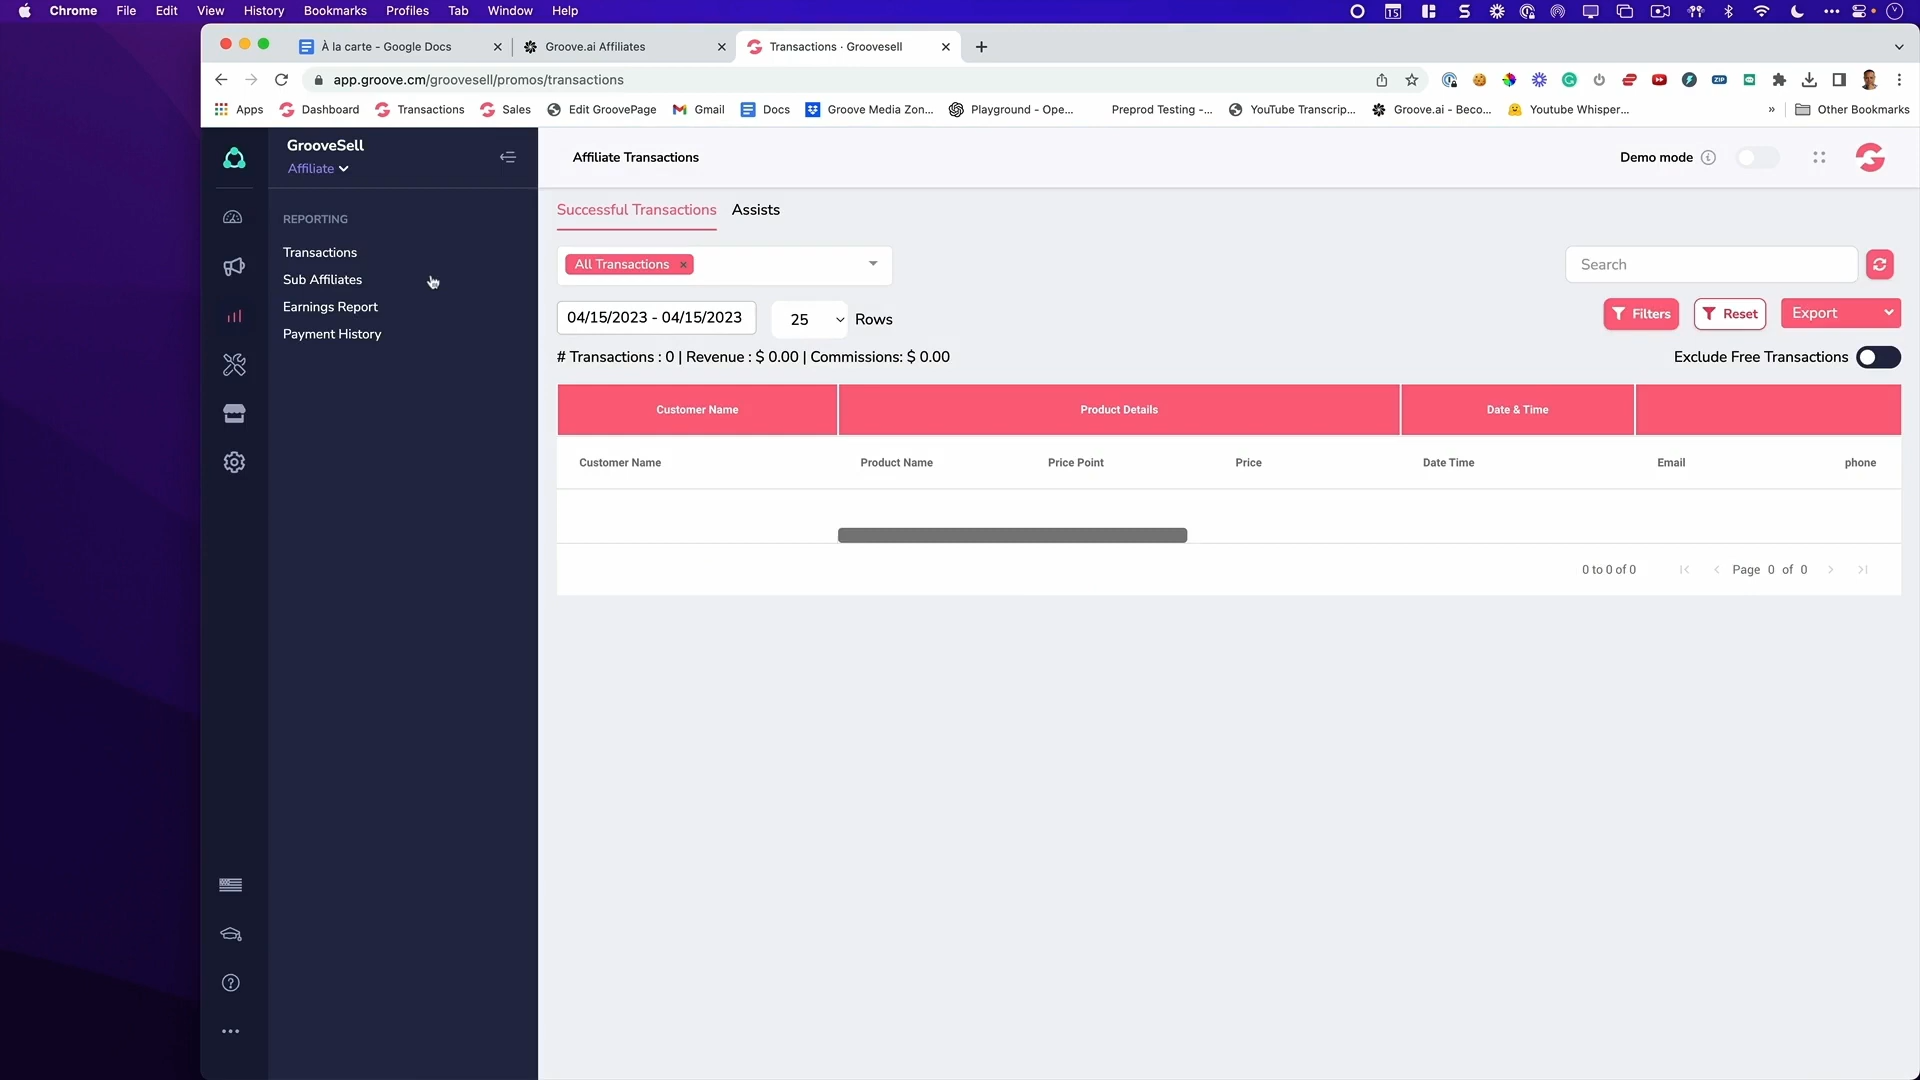 Chrome File Edit View History Bookmarks Profiles Tab Window Help
À la carte - Google Docs Groove.ai Affiliates Transactions · Groovesell
app.groove.cm/groovesell/promos/transactions
Apps Dashboard Transactions Sales Edit GroovePage Gmail Docs Groove Media Zon... Playground - Ope... Preprod Testing -... YouTube Transcrip... Groove.ai - Beco... Youtube Whisper... » Other Bookmarks
GrooveSell
Affiliate
REPORTING
Transactions
Sub Affiliates
Earnings Report
Payment History
Affiliate Transactions
Demo mode
Successful Transactions Assists
All Transactions ×
Search
04/15/2023 - 04/15/2023 25 Rows
Filters Reset Export
# Transactions : 0 | Revenue : $ 0.00 | Commissions: $ 0.00
Exclude Free Transactions
Customer Name Product Details Date & Time
Customer Name Product Name Price Point Price Date Time Email phone
0 to 0 of 0 Page 0 of 0